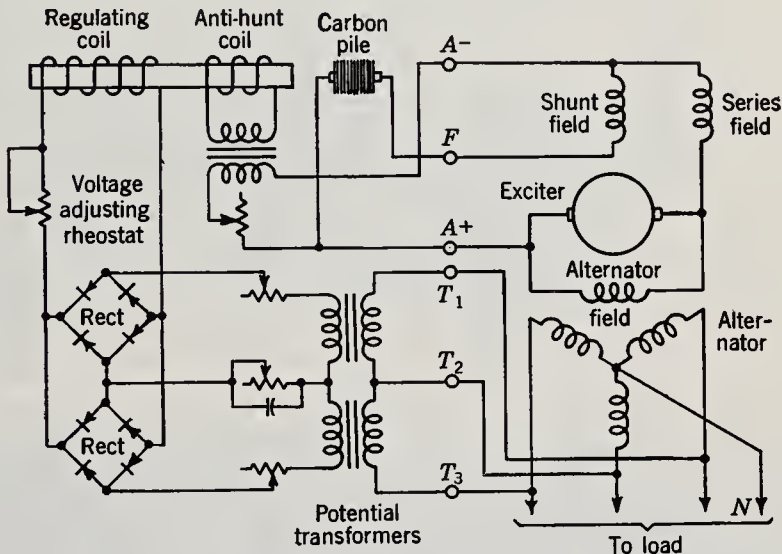 Regulating
coil
Anti-hunt
coil
Carbon
pile
A−
F
A+
T1
T2
T3
Shunt
field
Series
field
Exciter
Alternator
field
Alter-
nator
Voltage
adjusting
rheostat
Rect
Rect
Potential
transformers
N
To load